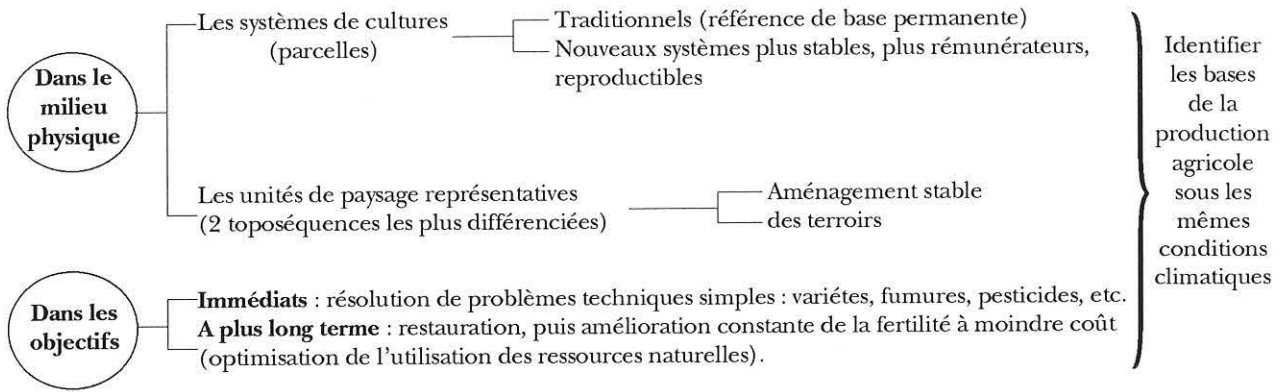 Dans le
milieu
physique
Les systèmes de cultures
(parcelles)
Traditionnels (référence de base permanente)
Nouveaux systèmes plus stables, plus rémunérateurs,
reproductibles
Les unités de paysage représentatives
(2 toposéquences les plus différenciées)
Aménagement stable
des terroirs
Dans les
objectifs
Immédiats : résolution de problèmes techniques simples : variétes, fumures, pesticides, etc.
A plus long terme : restauration, puis amélioration constante de la fertilité à moindre coût
(optimisation de l'utilisation des ressources naturelles).
Identifier
les bases
de la
production
agricole
sous les
mêmes
conditions
climatiques